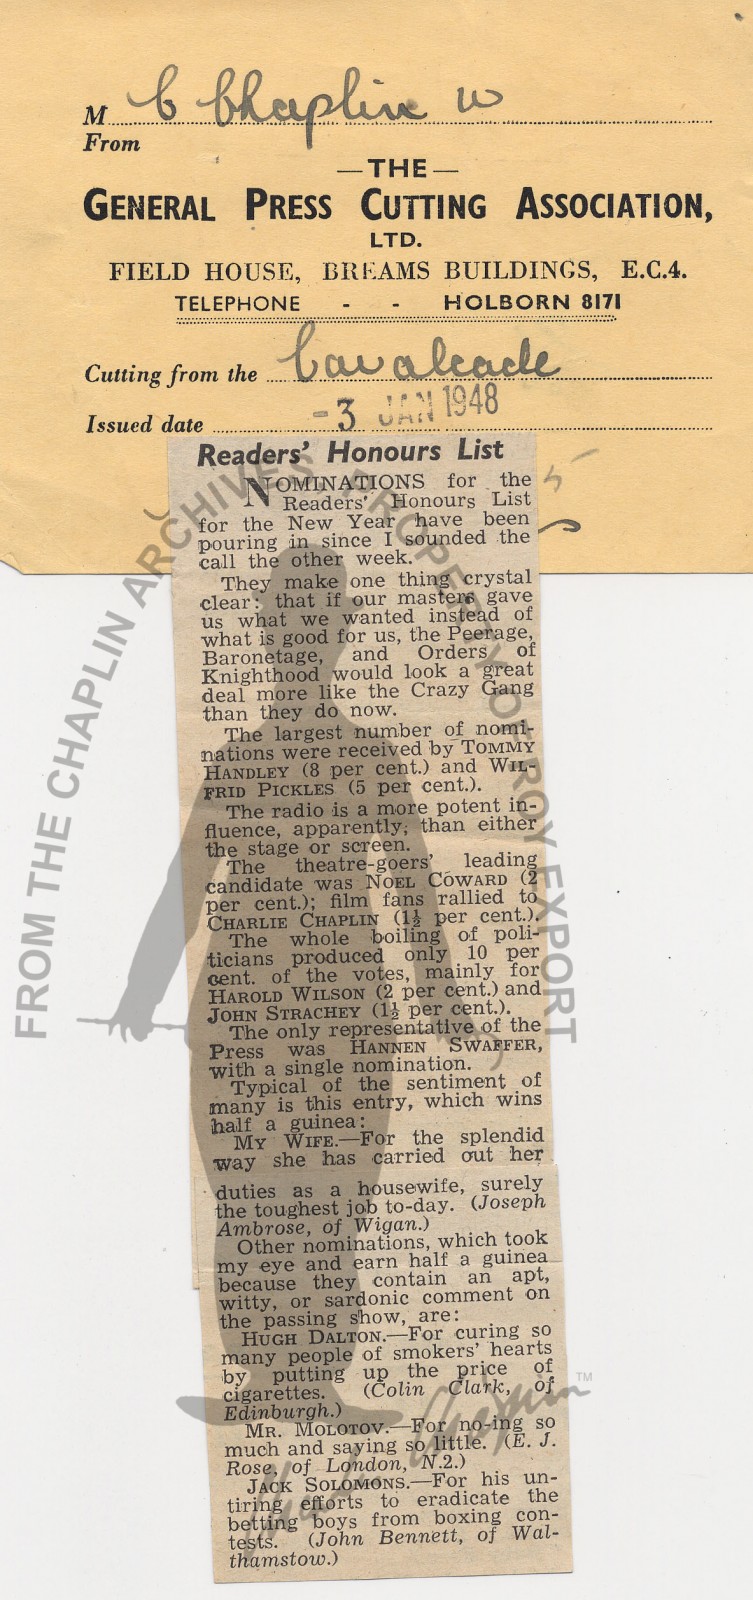 M C Chaplin w
From
—THE—
GENERAL PRESS CUTTING ASSOCIATION,
LTD.
FIELD HOUSE, BREAMS BUILDINGS, E.C.4.
TELEPHONE - - HOLBORN 8171
Cutting from the Cavalcade
Issued date -3 JAN 1948
Readers' Honours List
NOMINATIONS for the
Readers' Honours List
for the New Year have been
pouring in since I sounded the
call the other week.
They make one thing crystal
clear: that if our masters gave
us what we wanted instead of
what is good for us, the Peerage,
Baronetage, and Orders of
Knighthood would look a great
deal more like the Crazy Gang
than they do now.
The largest number of nomi-
nations were received by TOMMY
HANDLEY (8 per cent.) and WIL-
FRID PICKLES (5 per cent.).
The radio is a more potent in-
fluence, apparently, than either
the stage or screen.
The theatre-goers' leading
candidate was NOEL COWARD (2
per cent.); film fans rallied to
CHARLIE CHAPLIN (1½ per cent.).
The whole boiling of poli-
ticians produced only 10 per
cent. of the votes, mainly for
HAROLD WILSON (2 per cent.) and
JOHN STRACHEY (1½ per cent.).
The only representative of the
Press was HANNEN SWAFFER,
with a single nomination.
Typical of the sentiment of
many is this entry, which wins
half a guinea:
MY WIFE.—For the splendid
way she has carried out her
duties as a housewife, surely
the toughest job to-day. (Joseph
Ambrose, of Wigan.)
Other nominations, which took
my eye and earn half a guinea
because they contain an apt,
witty, or sardonic comment on
the passing show, are:
HUGH DALTON.—For curing so
many people of smokers' hearts
by putting up the price of
cigarettes. (Colin Clark, of
Edinburgh.)
MR. MOLOTOV.—For no-ing so
much and saying so little. (E. J.
Rose, of London, N.2.)
JACK SOLOMONS.—For his un-
tiring efforts to eradicate the
betting boys from boxing con-
tests. (John Bennett, of Wal-
thamstow.)
FROM THE CHAPLIN ARCHIVES, PROPERTY OF ROY EXPORT
Charlie Chaplin ™